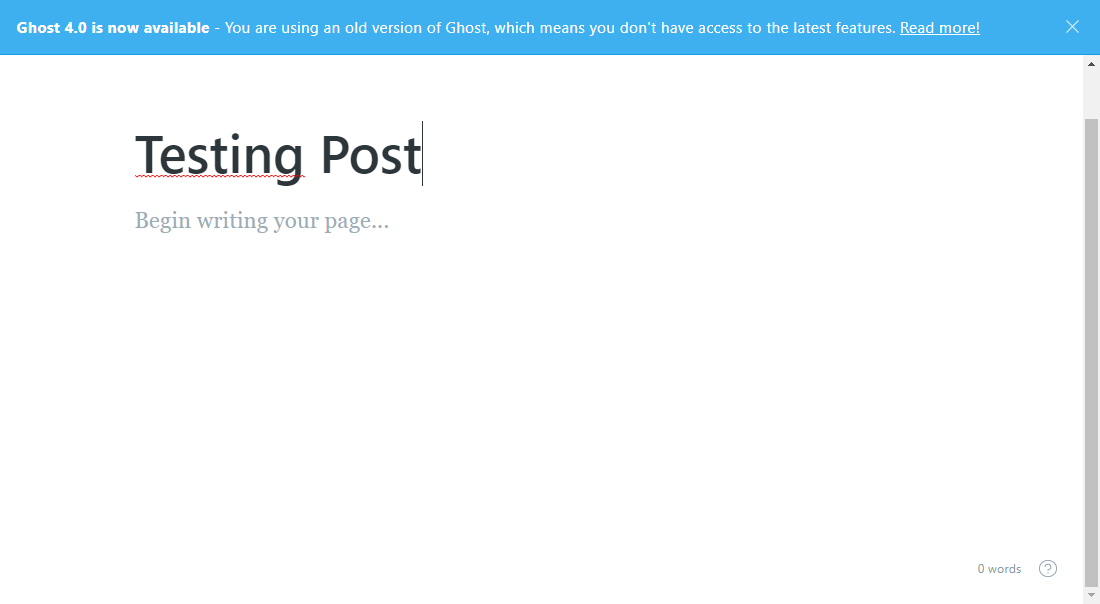 Ghost 4.0 is now available - You are using an old version of Ghost, which means you don't have access to the latest features. Read more!
Testing Post
Begin writing your page...
0 words
?